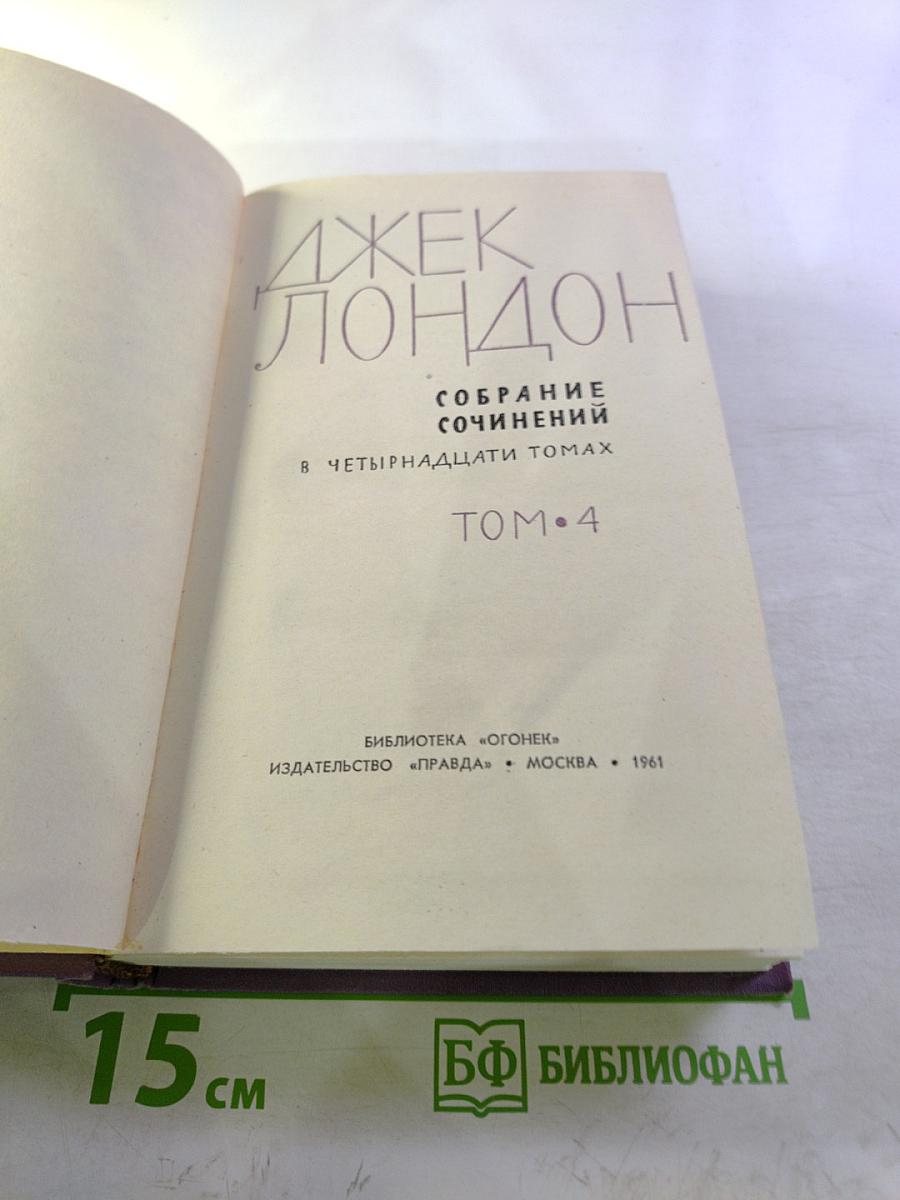 ДЖЕК
ЛОНДОН
СОБРАНИЕ
СОЧИНЕНИЙ
В ЧЕТЫРНАДЦАТИ ТОМАХ
ТОМ • 4
БИБЛИОТЕКА «ОГОНЕК»
ИЗДАТЕЛЬСТВО «ПРАВДА» • МОСКВА • 1961
15 см
БФ БИБЛИОФАН